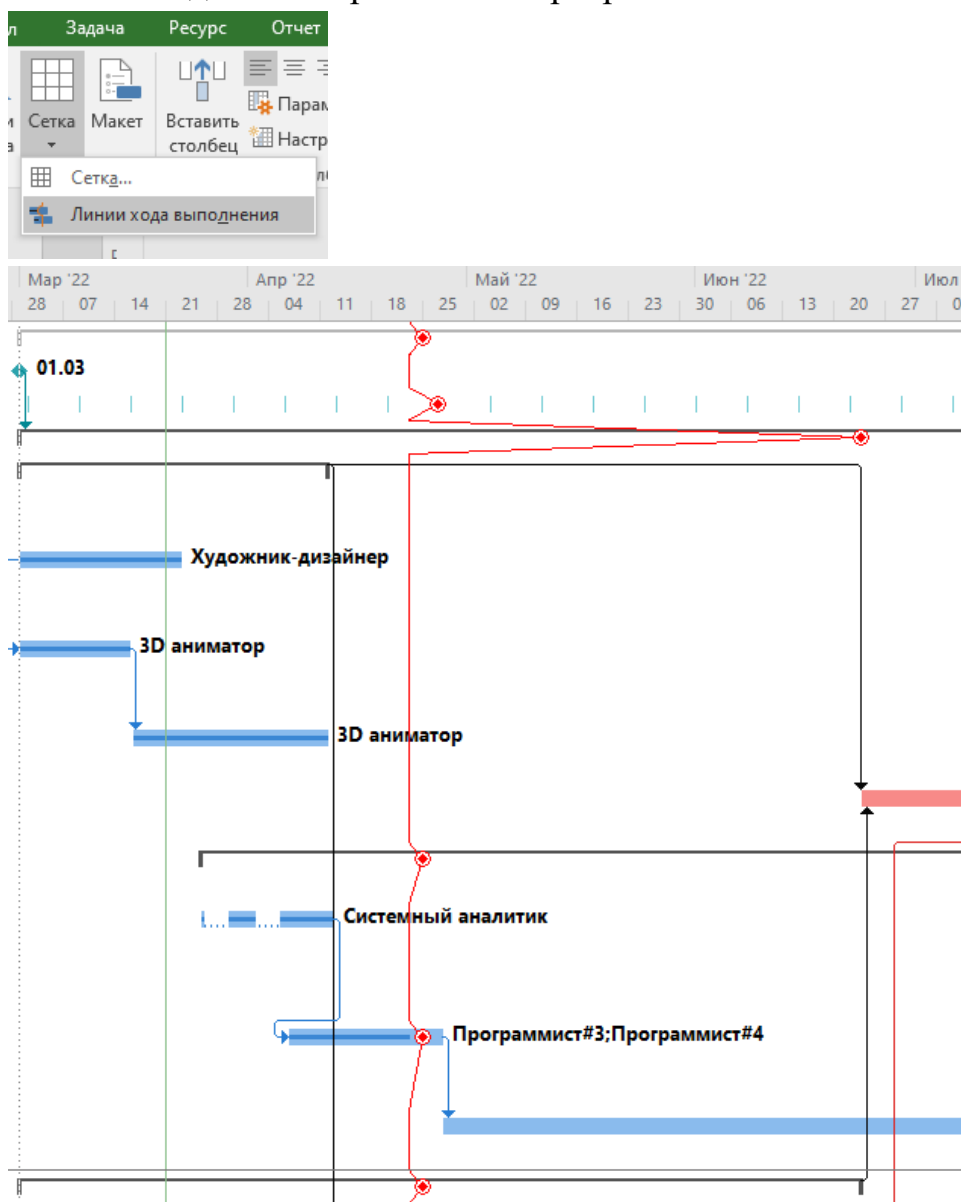 Задача Ресурс Отчет
Сетка Макет Вставить столбец
Сетка...
Линии хода выполнения
Мар '22 Апр '22 Май '22 Июн '22 Июл
28 07 14 21 28 04 11 18 25 02 09 16 23 30 06 13 20 27 0
01.03
Художник-дизайнер
3D аниматор
3D аниматор
Системный аналитик
Программист#3;Программист#4